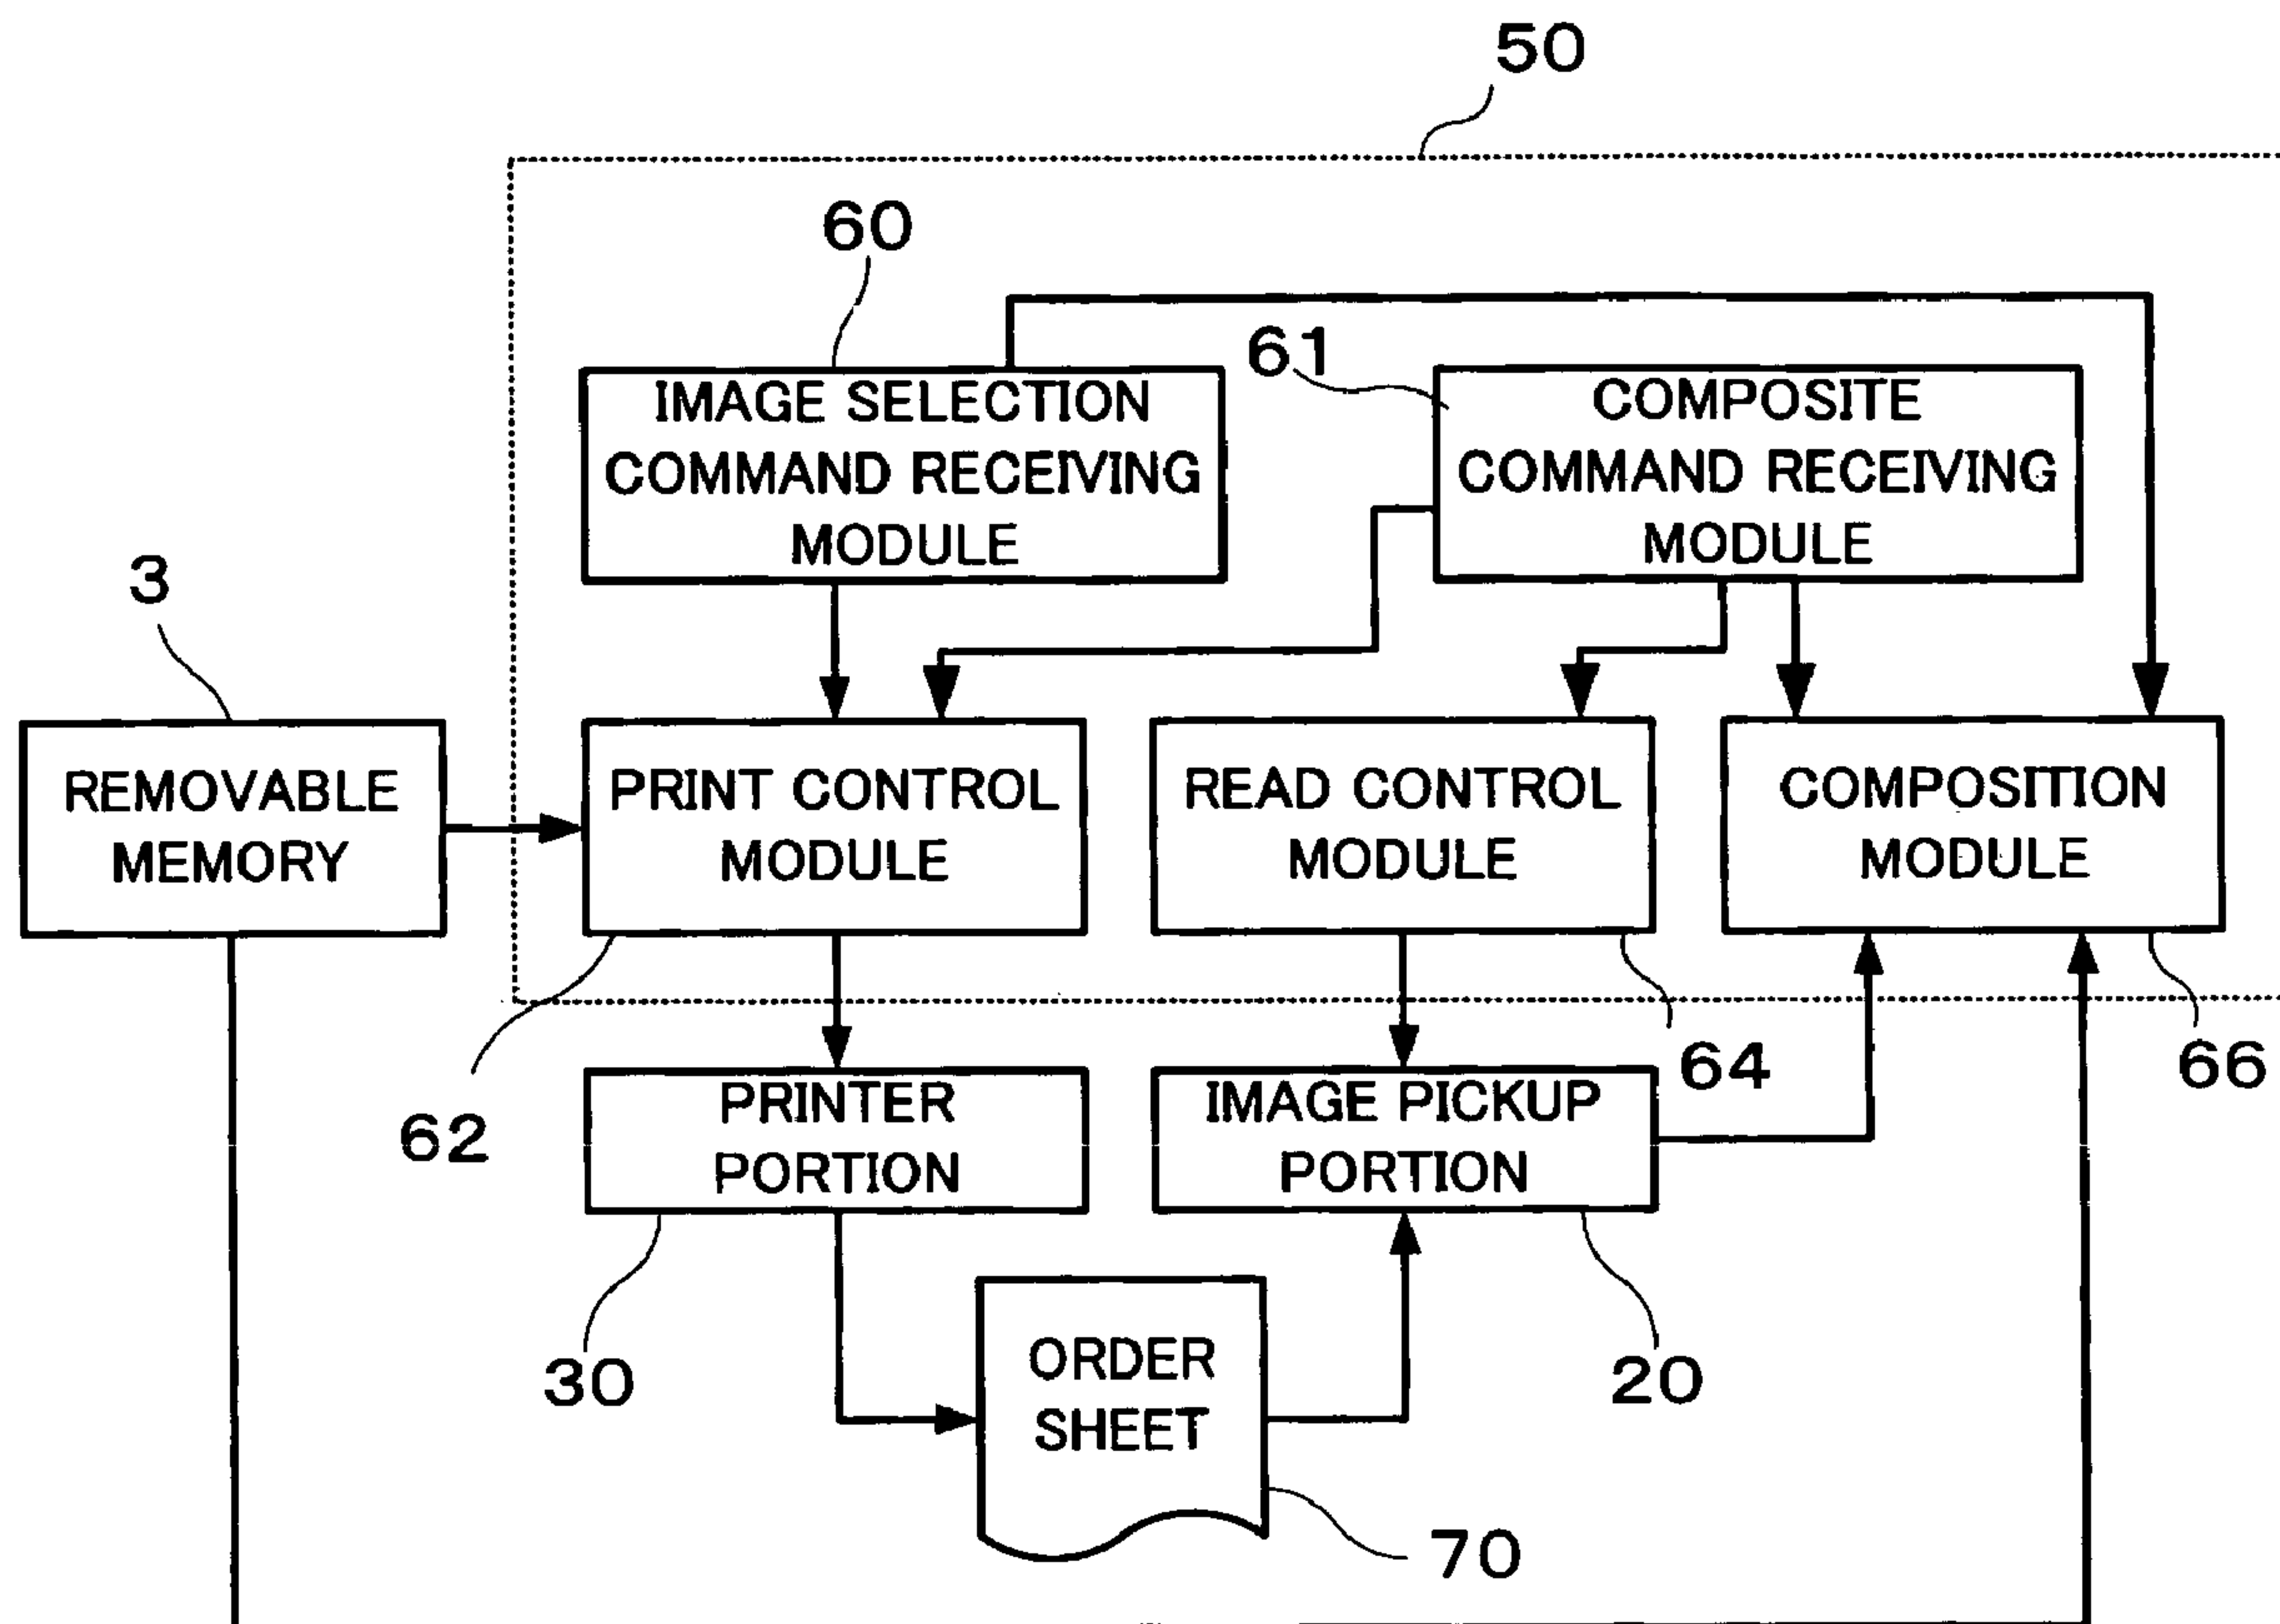 50
60
61
IMAGE SELECTION
COMMAND RECEIVING
MODULE
COMPOSITE
COMMAND RECEIVING
MODULE
3
REMOVABLE
MEMORY
PRINT CONTROL
MODULE
READ CONTROL
MODULE
COMPOSITION
MODULE
62
64
66
PRINTER
PORTION
IMAGE PICKUP
PORTION
30
20
ORDER
SHEET
70